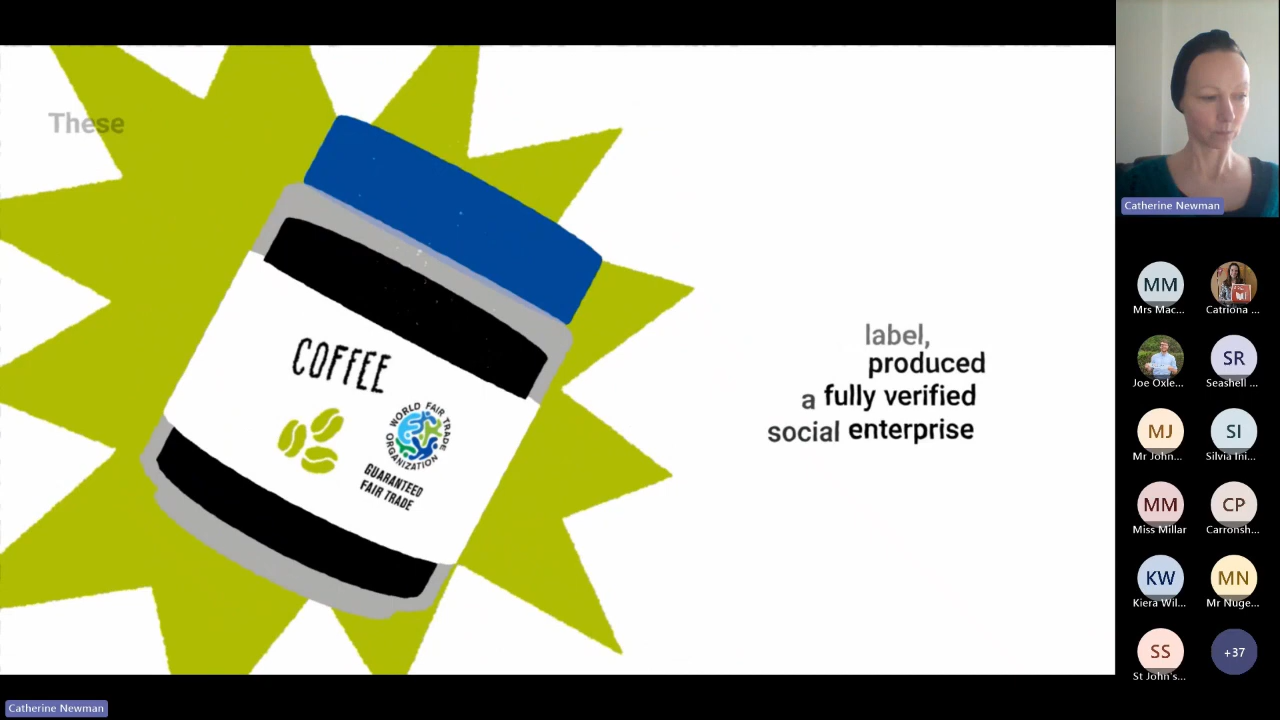 These
COFFEE
WORLD FAIR TRADE ORGANIZATION
GUARANTEED
FAIR TRADE
label,
produced
a fully verified
social enterprise
Catherine Newman
MM
Mrs Mac...
Catriona ...
Joe Oxle...
SR
Seashell ...
MJ
Mr John...
SI
Silvia Ini...
MM
Miss Millar
CP
Carronsh...
KW
Kiera Wil...
MN
Mr Nuge...
SS
St John's...
+37
Catherine Newman